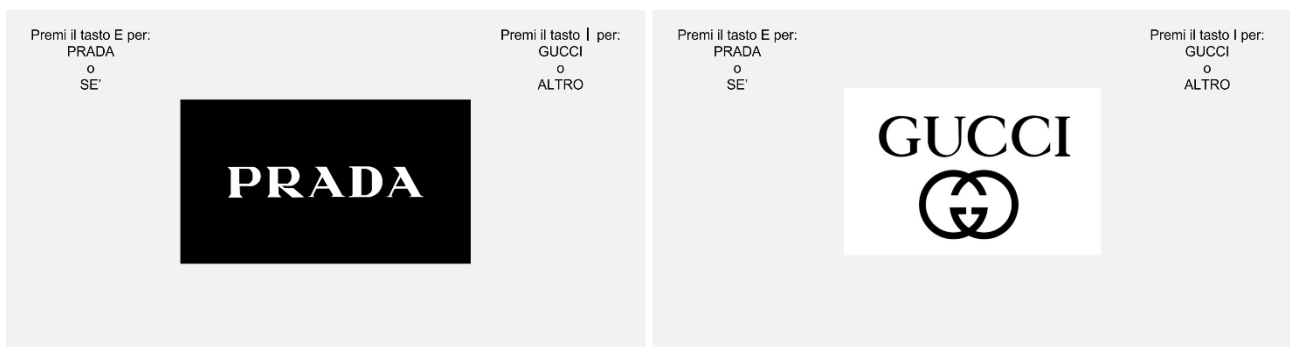 Premi il tasto E per:
PRADA
o
SE'
Premi il tasto I per:
GUCCI
o
ALTRO
PRADA
Premi il tasto E per:
PRADA
o
SE'
Premi il tasto I per:
GUCCI
o
ALTRO
GUCCI